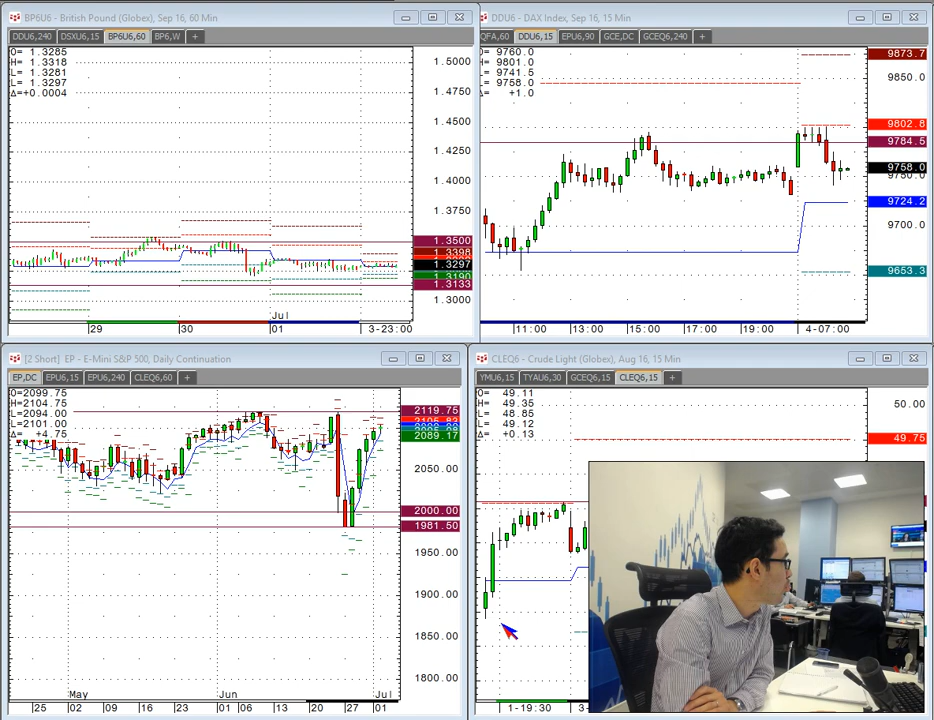 BP6U6 - British Pound (Globex), Sep 16, 60 Min
DDU6,240 DSXU6,15 BP6U6,60 BP6,W +
O= 1.3285
H= 1.3318
L= 1.3281
L= 1.3297
Δ=+0.0004
1.5000
1.4750
1.4500
1.4250
1.4000
1.3750
1.3500
1.3398
1.3297
1.3190
1.3133
1.3000
Jul
29 30 01 3-23:00
DDU6 - DAX Index, Sep 16, 15 Min
QFA,60 DDU6,15 EPU6,90 GCE,DC GCEQ6,240 +
O= 9760.0
H= 9801.0
L= 9741.5
L= 9758.0
Δ= +1.0
9873.7
9850.0
9802.8
9784.5
9758.0
9750.0
9724.2
9700.0
9653.3
11:00 13:00 15:00 17:00 19:00 4-07:00
[2 Short] EP - E-Mini S&P 500, Daily Continuation
EP,DC EPU6,15 EPU6,240 CLEQ6,60 +
O=2099.75
H=2104.75
L=2094.00
L=2101.00
Δ= +4.75
2119.75
2089.17
2050.00
2000.00
1981.50
1950.00
1900.00
1850.00
1800.00
May Jun Jul
25 02 09 16 23 01 06 13 20 27 01
CLEQ6 - Crude Light (Globex), Aug 16, 15 Min
YMU6,15 TYAU6,30 GCEQ6,15 CLEQ6,15 +
O= 49.11
H= 49.35
L= 48.85
L= 49.12
Δ= +0.13
50.00
49.75
1-19:30 3-